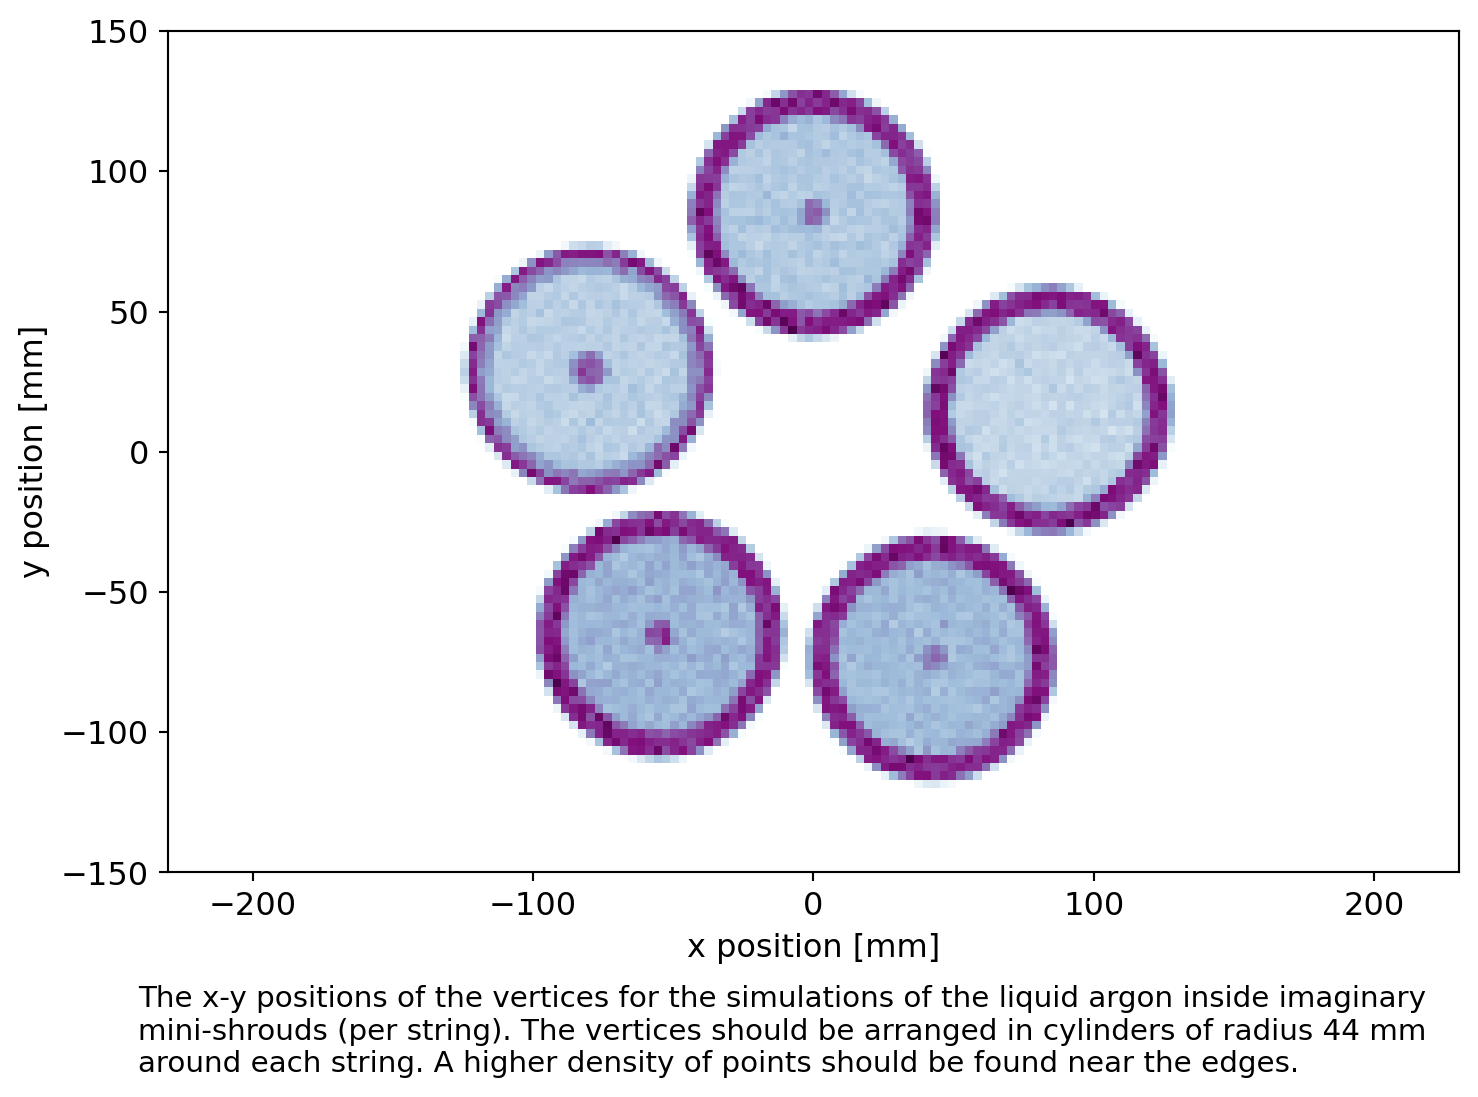 150
100
50
0
−50
−100
−150
y position [mm]
−200
−100
0
100
200
x position [mm]
The x-y positions of the vertices for the simulations of the liquid argon inside imaginary
mini-shrouds (per string). The vertices should be arranged in cylinders of radius 44 mm
around each string. A higher density of points should be found near the edges.